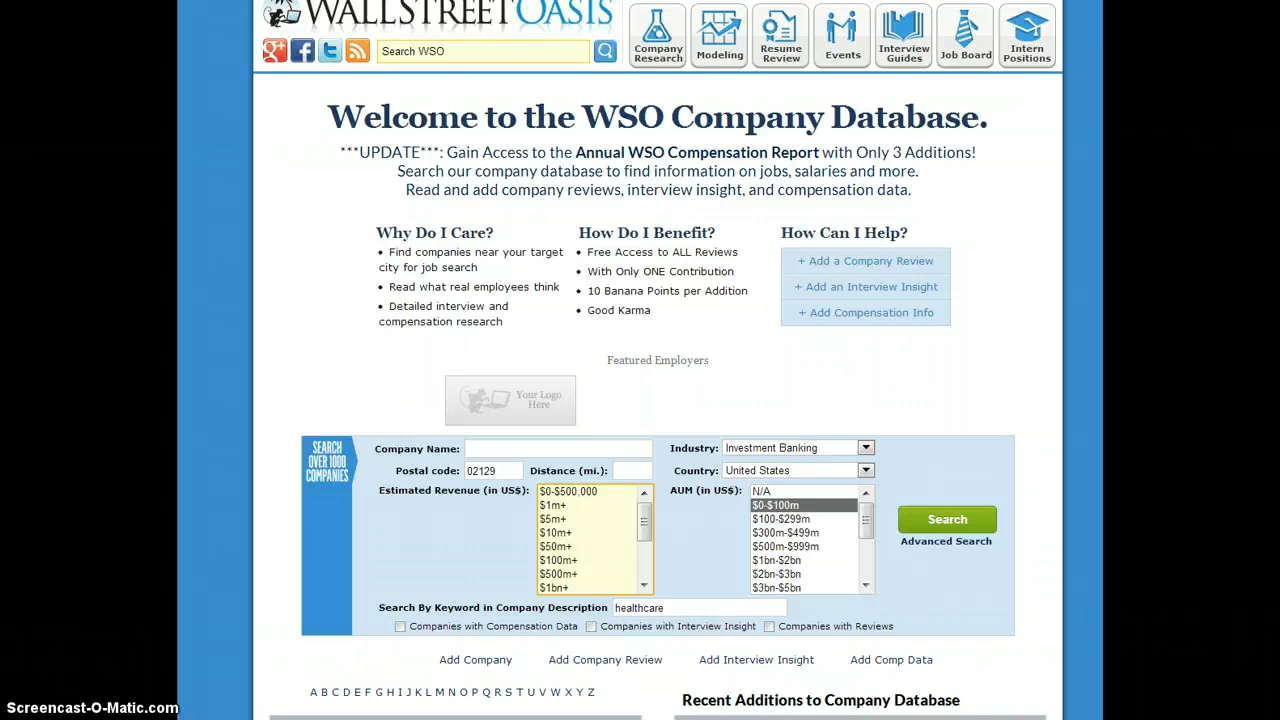 WALLSTREETOASIS
Search WSO
Company Research
Modeling
Resume Review
Events
Interview Guides
Job Board
Intern Positions
Welcome to the WSO Company Database.
***UPDATE***: Gain Access to the Annual WSO Compensation Report with Only 3 Additions!
Search our company database to find information on jobs, salaries and more.
Read and add company reviews, interview insight, and compensation data.
Why Do I Care?
• Find companies near your target
city for job search
• Read what real employees think
• Detailed interview and
compensation research
How Do I Benefit?
• Free Access to ALL Reviews
• With Only ONE Contribution
• 10 Banana Points per Addition
• Good Karma
How Can I Help?
+ Add a Company Review
+ Add an Interview Insight
+ Add Compensation Info
Featured Employers
Your Logo
Here
SEARCH
OVER 1000
COMPANIES
Company Name:
Industry: Investment Banking
Postal code: 02129 Distance (mi.):
Country: United States
Estimated Revenue (in US$):
$0-$500,000
$1m+
$5m+
$10m+
$50m+
$100m+
$500m+
$1bn+
AUM (in US$):
N/A
$0-$100m
$100-$299m
$300m-$499m
$500m-$999m
$1bn-$2bn
$2bn-$3bn
$3bn-$5bn
Search
Advanced Search
Search By Keyword in Company Description healthcare
Companies with Compensation Data Companies with Interview Insight Companies with Reviews
Add Company Add Company Review Add Interview Insight Add Comp Data
A B C D E F G H I J K L M N O P Q R S T U V W X Y Z
Recent Additions to Company Database
Screencast-O-Matic.com